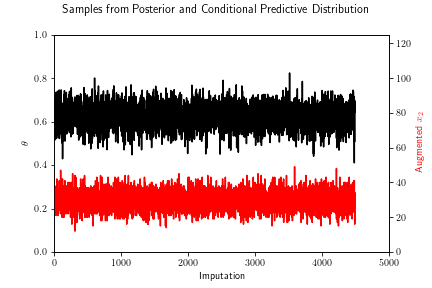 Samples from Posterior and Conditional Predictive Distribution
1.0
0.8
0.6
0.4
0.2
0.0
θ
120
100
80
60
40
20
0
Augmented x₂
0 1000 2000 3000 4000 5000
Imputation